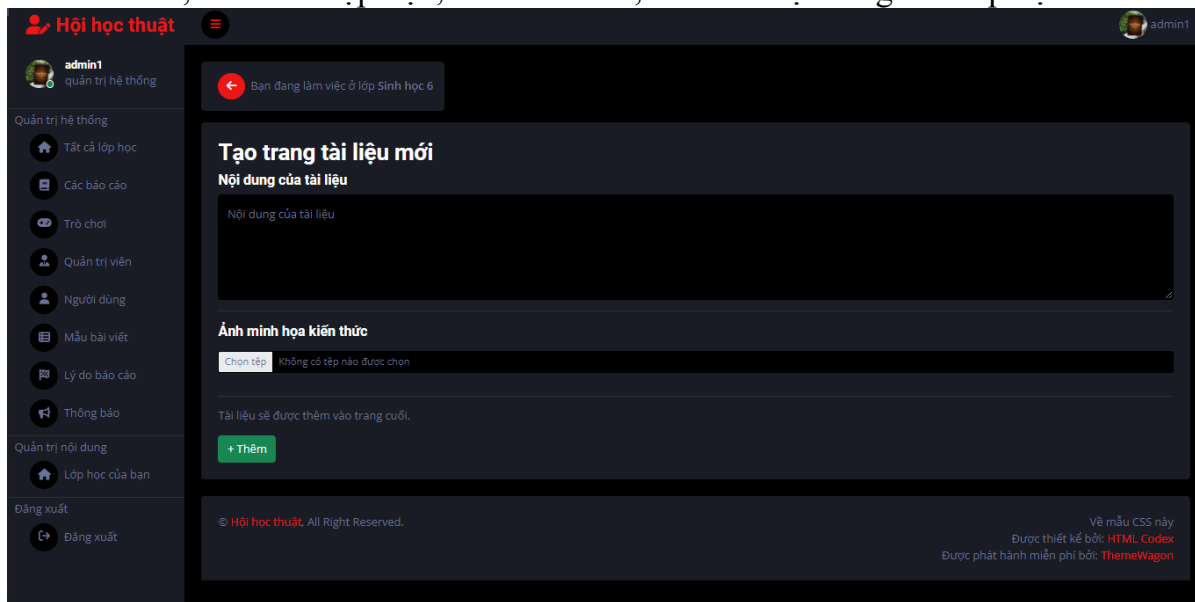 Hội học thuật
admin1
admin1
quản trị hệ thống
Bạn đang làm việc ở lớp Sinh học 6
Quản trị hệ thống
Tất cả lớp học
Các báo cáo
Trò chơi
Quản trị viên
Người dùng
Mẫu bài viết
Lý do báo cáo
Thông báo
Quản trị nội dung
Lớp học của bạn
Đăng xuất
Đăng xuất
Tạo trang tài liệu mới
Nội dung của tài liệu
Nội dung của tài liệu
Ảnh minh họa kiến thức
Chọn tệp Không có tệp nào được chọn
Tài liệu sẽ được thêm vào trang cuối.
+ Thêm
© Hội học thuật, All Right Reserved.
Về mẫu CSS này
Được thiết kế bởi: HTML Codex
Được phát hành miễn phí bởi: ThemeWagon